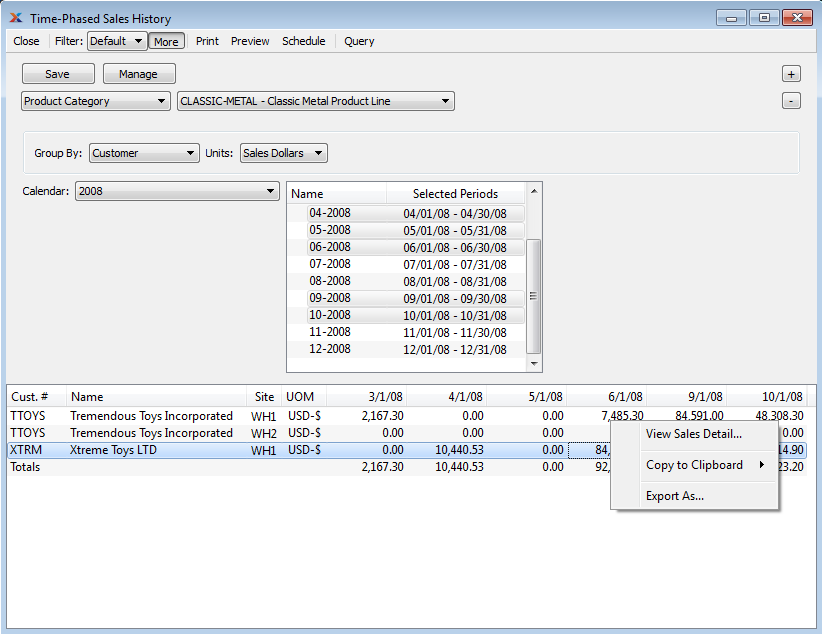 Time-Phased Sales History
Close Filter: Default More Print Preview Schedule Query
Save Manage +
Product Category CLASSIC-METAL - Classic Metal Product Line -
Group By: Customer Units: Sales Dollars
Calendar: 2008
Name Selected Periods
04-2008 04/01/08 - 04/30/08
05-2008 05/01/08 - 05/31/08
06-2008 06/01/08 - 06/30/08
07-2008 07/01/08 - 07/31/08
08-2008 08/01/08 - 08/31/08
09-2008 09/01/08 - 09/30/08
10-2008 10/01/08 - 10/31/08
11-2008 11/01/08 - 11/30/08
12-2008 12/01/08 - 12/31/08
Cust. # Name Site UOM 3/1/08 4/1/08 5/1/08 6/1/08 9/1/08 10/1/08
TTOYS Tremendous Toys Incorporated WH1 USD-$ 2,167.30 0.00 0.00 7,485.30 84,591.00 48,308.30
TTOYS Tremendous Toys Incorporated WH2 USD-$ 0.00 0.00 0.00 0.00
XTRM Xtreme Toys LTD WH1 USD-$ 0.00 10,440.53 0.00 84, 14.90
Totals 2,167.30 10,440.53 0.00 92, 23.20
View Sales Detail...
Copy to Clipboard
Export As...